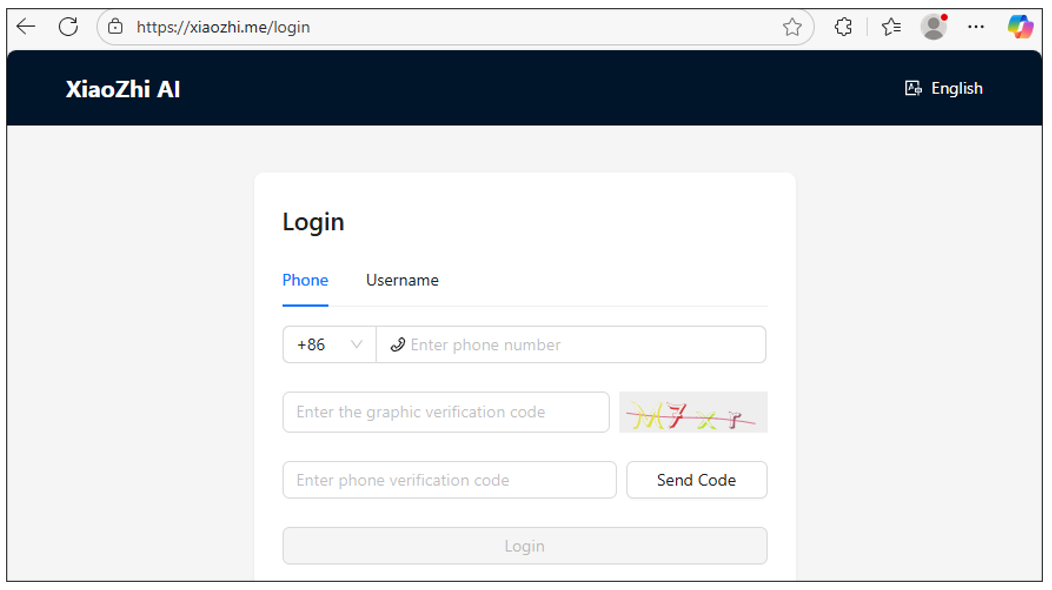 https://xiaozhi.me/login
XiaoZhi AI
English
Login
Phone Username
+86 Enter phone number
Enter the graphic verification code
Enter phone verification code Send Code
Login